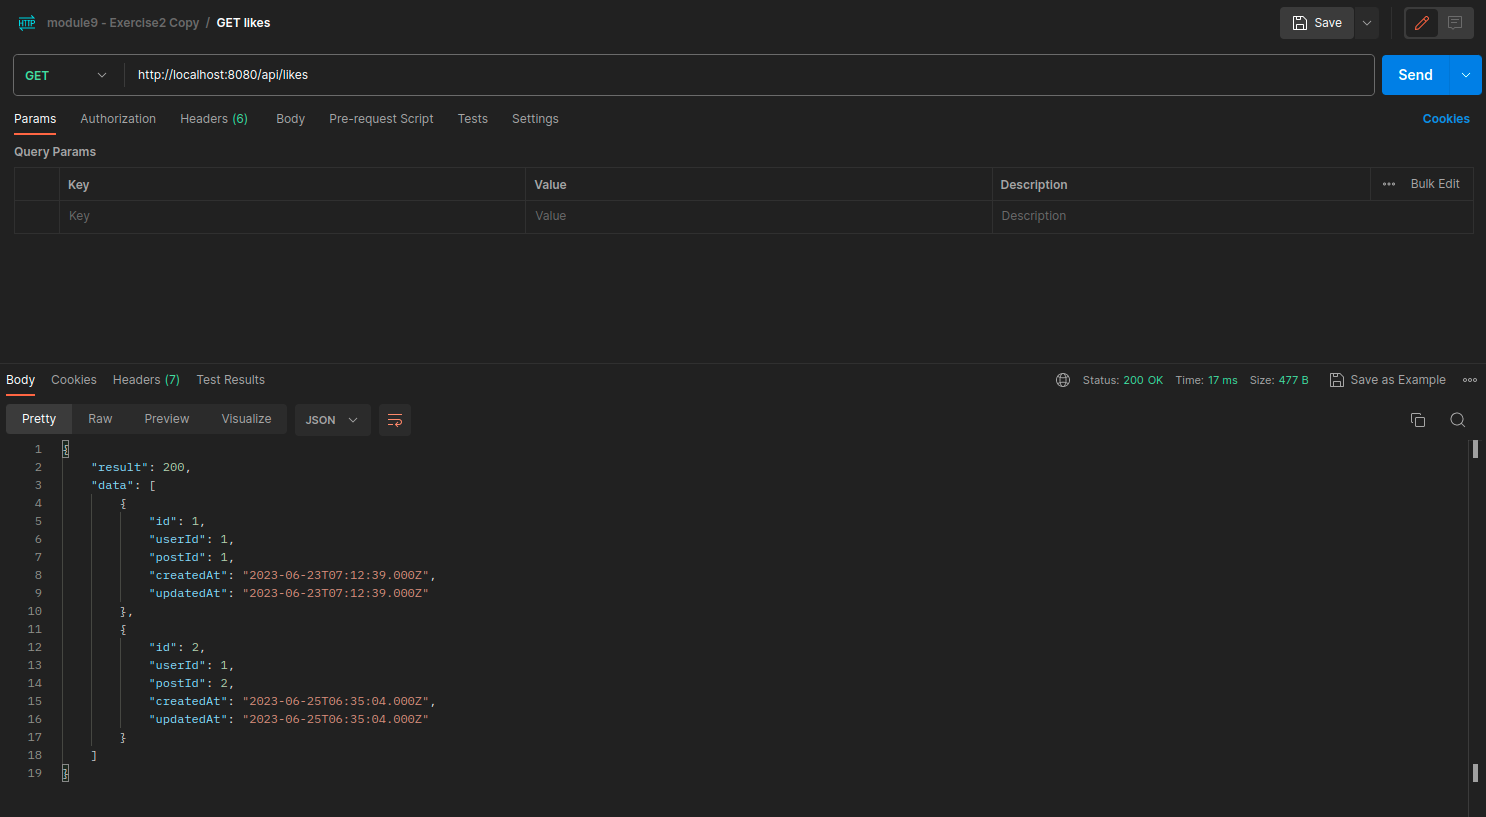 HTTP module9 - Exercise2 Copy / GET likes Save
GET http://localhost:8080/api/likes Send
Params Authorization Headers (6) Body Pre-request Script Tests Settings Cookies
Query Params
Key Value Description ••• Bulk Edit
Key Value Description
Body Cookies Headers (7) Test Results Status: 200 OK Time: 17 ms Size: 477 B Save as Example
Pretty Raw Preview Visualize JSON
1 {
2 "result": 200,
3 "data": [
4 {
5 "id": 1,
6 "userId": 1,
7 "postId": 1,
8 "createdAt": "2023-06-23T07:12:39.000Z",
9 "updatedAt": "2023-06-23T07:12:39.000Z"
10 },
11 {
12 "id": 2,
13 "userId": 1,
14 "postId": 2,
15 "createdAt": "2023-06-25T06:35:04.000Z",
16 "updatedAt": "2023-06-25T06:35:04.000Z"
17 }
18 ]
19 }